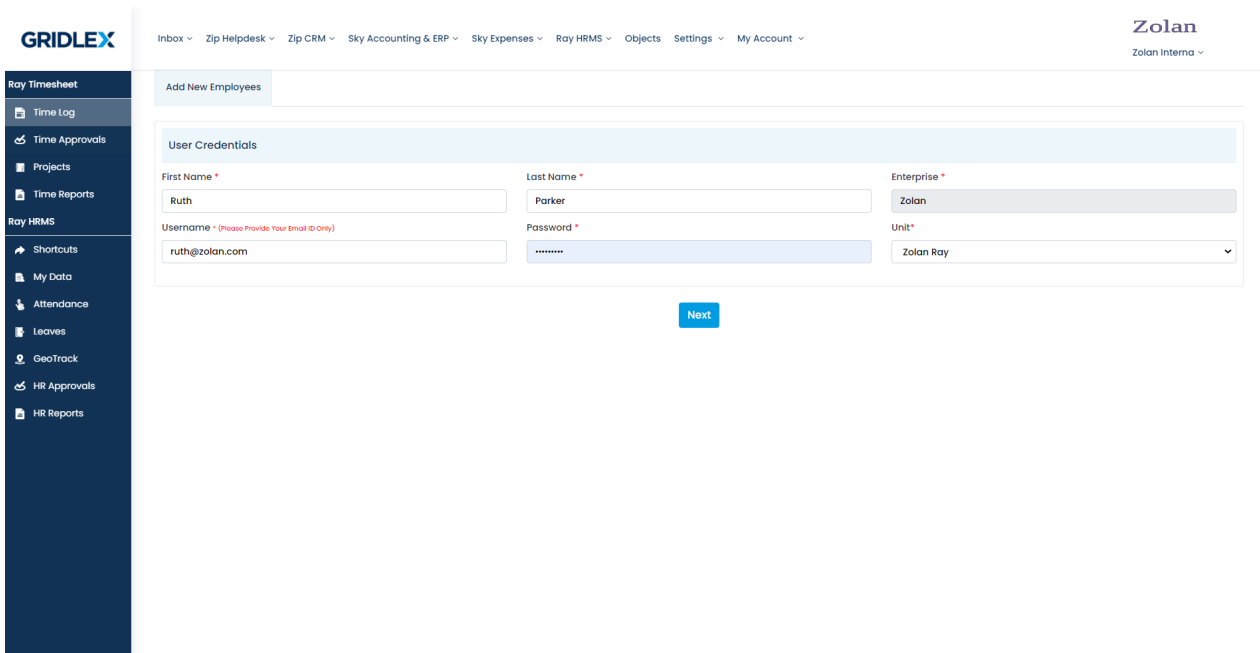 GRIDLEX
Inbox Zip Helpdesk Zip CRM Sky Accounting & ERP Sky Expenses Ray HRMS Objects Settings My Account
Zolan
Zolan Interna
Ray Timesheet
Time Log
Time Approvals
Projects
Time Reports
Ray HRMS
Shortcuts
My Data
Attendance
Leaves
GeoTrack
HR Approvals
HR Reports
Add New Employees
User Credentials
First Name * Last Name * Enterprise *
Ruth Parker Zolan
Username * (Please Provide Your Email ID Only) Password * Unit*
ruth@zolan.com ········· Zolan Ray
Next